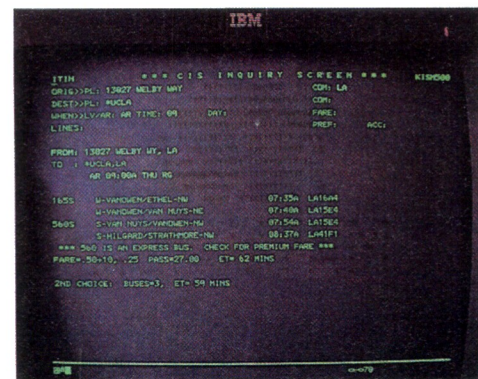 IBM
ITIN *** CIS INQUIRY SCREEN *** KISM500
ORIG>>PL: 13027 WELBY WAY COM: LA
DEST>>PL: *UCLA COM:
WHEN>>LV/AR: AR TIME: 09 DAY: FARE:
LINES: PREF: ACC:
FROM: 13027 WELBY WY, LA
TO : *UCLA,LA
AR 09:00A THU RG
165S W-VANOWEN/ETHEL-NW 07:35A LA16A4
W-VANOWEN/VAN NUYS-NE 07:40A LA15E4
560S S-VAN NUYS/VANOWEN-NW 07:54A LA15E4
S-HILGARD/STRATHMORE-NW 08:37A LA41F1
*** 560 IS AN EXPRESS BUS. CHECK FOR PREMIUM FARE ***
FARE=.50+10, .25 PASS=27.00 ET= 62 MINS
2ND CHOICE: BUSES=3, ET= 59 MINS